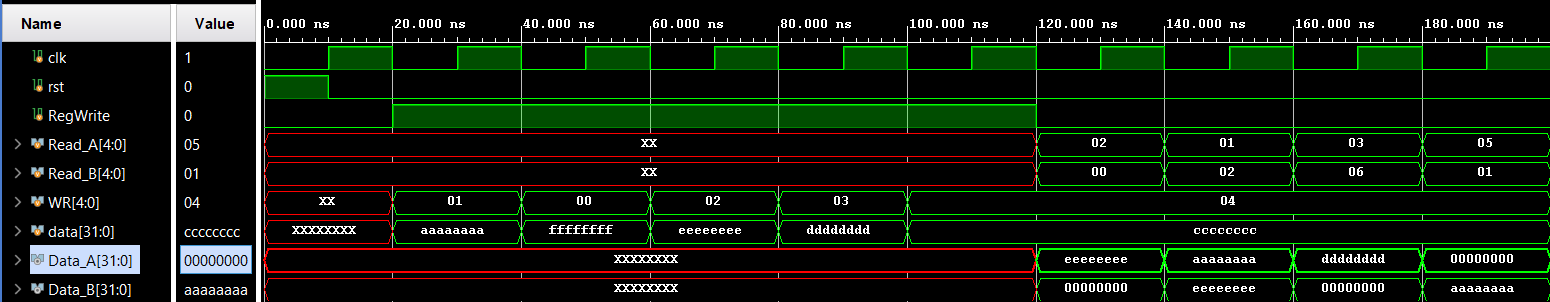 Name Value 0.000 ns 20.000 ns 40.000 ns 60.000 ns 80.000 ns 100.000 ns 120.000 ns 140.000 ns 160.000 ns 180.000 ns
clk 1
rst 0
RegWrite 0
Read_A[4:0] 05 XX 02 01 03 05
Read_B[4:0] 01 XX 00 02 06 01
WR[4:0] 04 XX 01 00 02 03 04
data[31:0] cccccccc XXXXXXXX aaaaaaaa ffffffff eeeeeeee dddddddd cccccccc
Data_A[31:0] 00000000 XXXXXXXX eeeeeeee aaaaaaaa dddddddd 00000000
Data_B[31:0] aaaaaaaa XXXXXXXX 00000000 eeeeeeee 00000000 aaaaaaaa